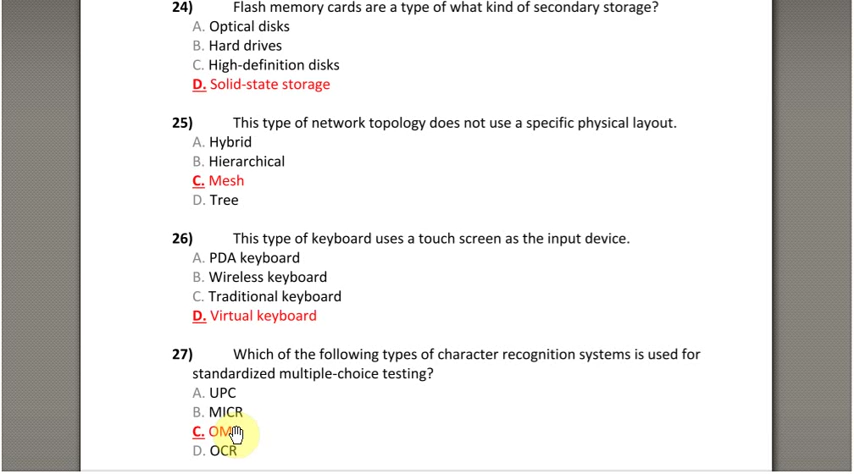 24) Flash memory cards are a type of what kind of secondary storage?
A. Optical disks
B. Hard drives
C. High-definition disks
D. Solid-state storage
25) This type of network topology does not use a specific physical layout.
A. Hybrid
B. Hierarchical
C. Mesh
D. Tree
26) This type of keyboard uses a touch screen as the input device.
A. PDA keyboard
B. Wireless keyboard
C. Traditional keyboard
D. Virtual keyboard
27) Which of the following types of character recognition systems is used for
standardized multiple-choice testing?
A. UPC
B. MICR
C.
D. OCR